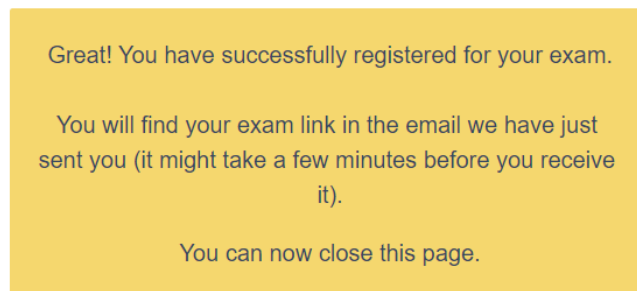 Great! You have successfully registered for your exam.
You will find your exam link in the email we have just
sent you (it might take a few minutes before you receive
it).
You can now close this page.